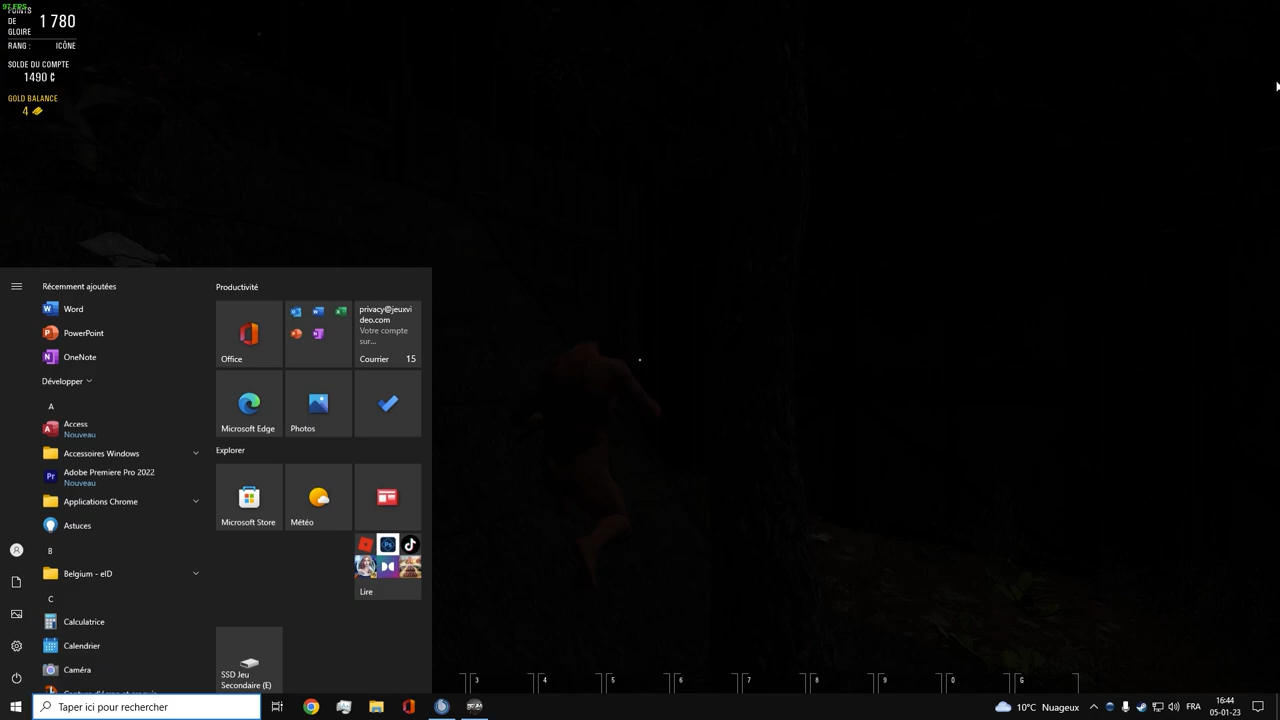 97 FPS
POINTS
DE
GLOIRE
1 780
RANG :
ICÔNE
SOLDE DU COMPTE
1490 ₵
GOLD BALANCE
4
Récemment ajoutées
Word
PowerPoint
OneNote
Développer
A
Access
Nouveau
Accessoires Windows
Adobe Premiere Pro 2022
Nouveau
Applications Chrome
Astuces
B
Belgium - eID
C
Calculatrice
Calendrier
Caméra
Productivité
Office
privacy@jeuxvi
deo.com
Votre compte
sur...
Courrier 15
Microsoft Edge
Photos
Explorer
Microsoft Store
Météo
Lire
SSD Jeu
Secondaire (E)
3
4
5
6
7
8
9
0
G
Taper ici pour rechercher
10°C Nuageux
FRA
16:44
05-01-23